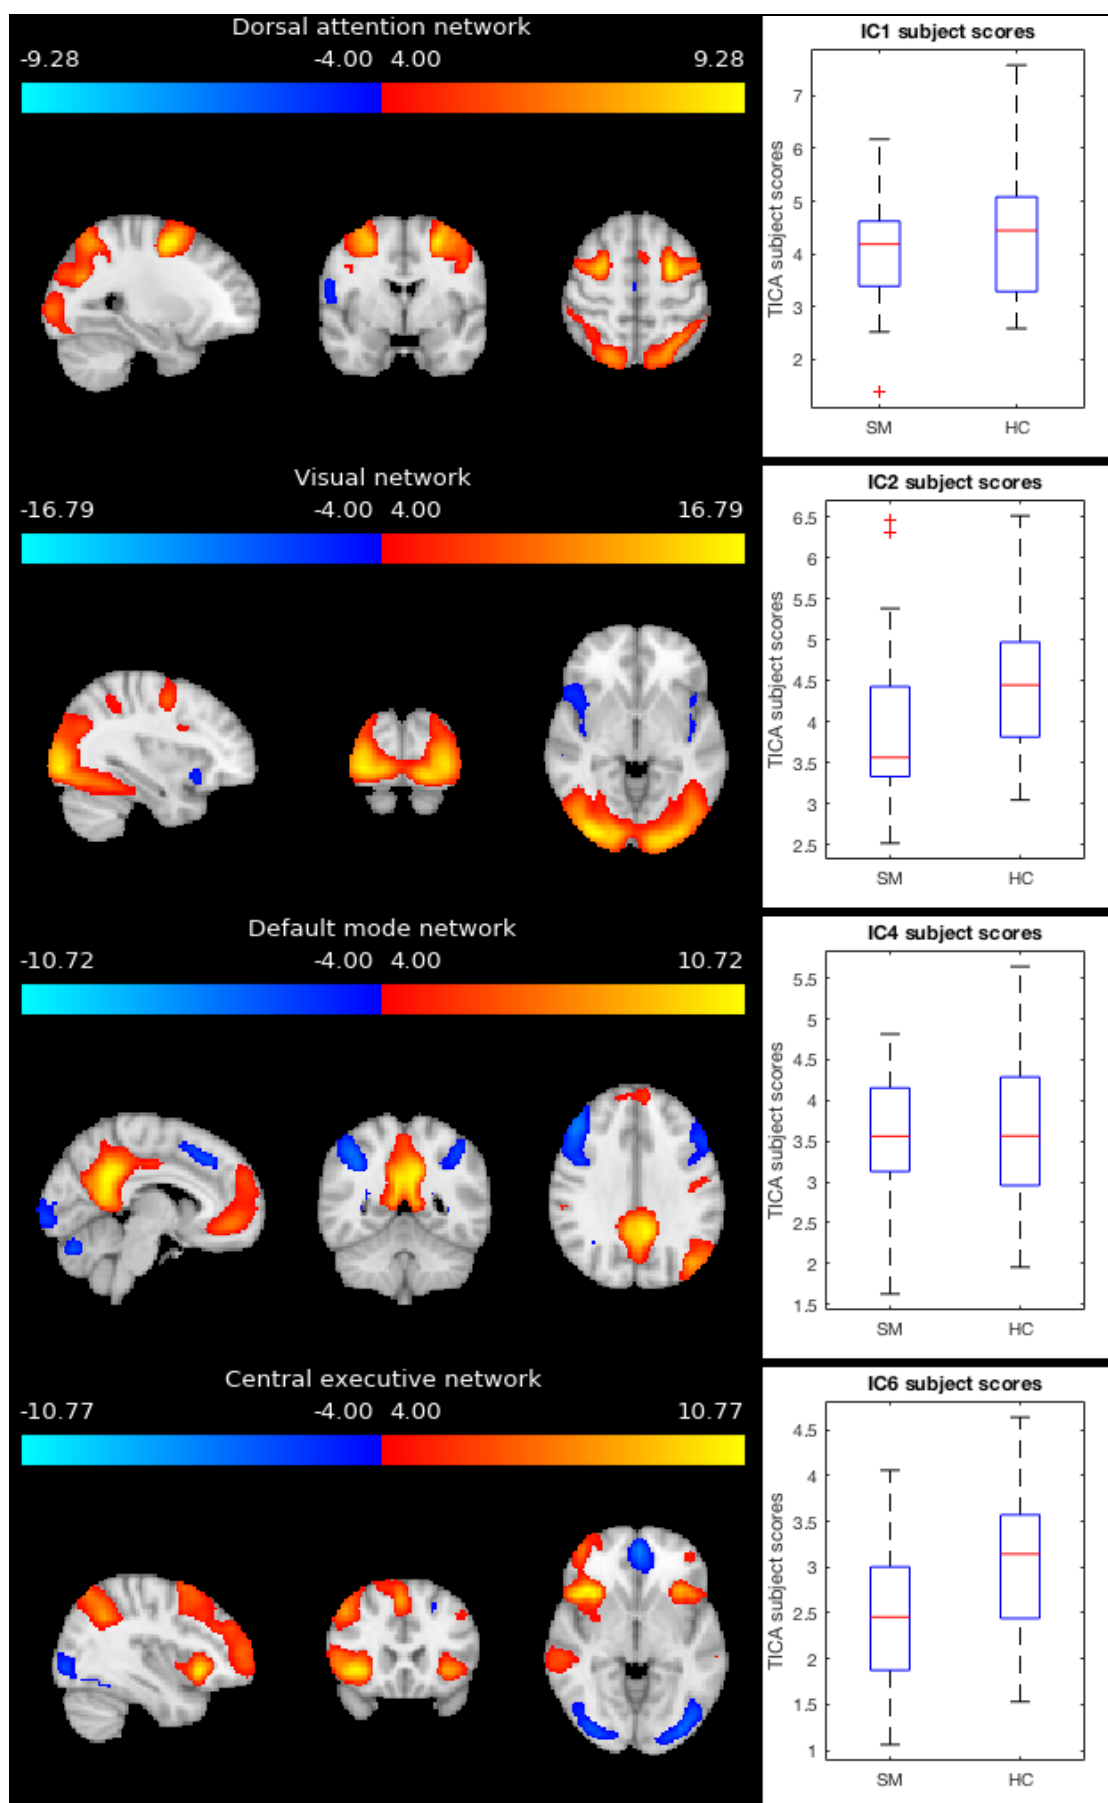 Dorsal attention network
-9.28 -4.00 4.00 9.28
IC1 subject scores
TICA subject scores
7
6
5
4
3
2
SM HC
Visual network
-16.79 -4.00 4.00 16.79
IC2 subject scores
TICA subject scores
6.5
6
5.5
5
4.5
4
3.5
3
2.5
SM HC
Default mode network
-10.72 -4.00 4.00 10.72
IC4 subject scores
TICA subject scores
5.5
5
4.5
4
3.5
3
2.5
2
1.5
SM HC
Central executive network
-10.77 -4.00 4.00 10.77
IC6 subject scores
TICA subject scores
4.5
4
3.5
3
2.5
2
1.5
1
SM HC